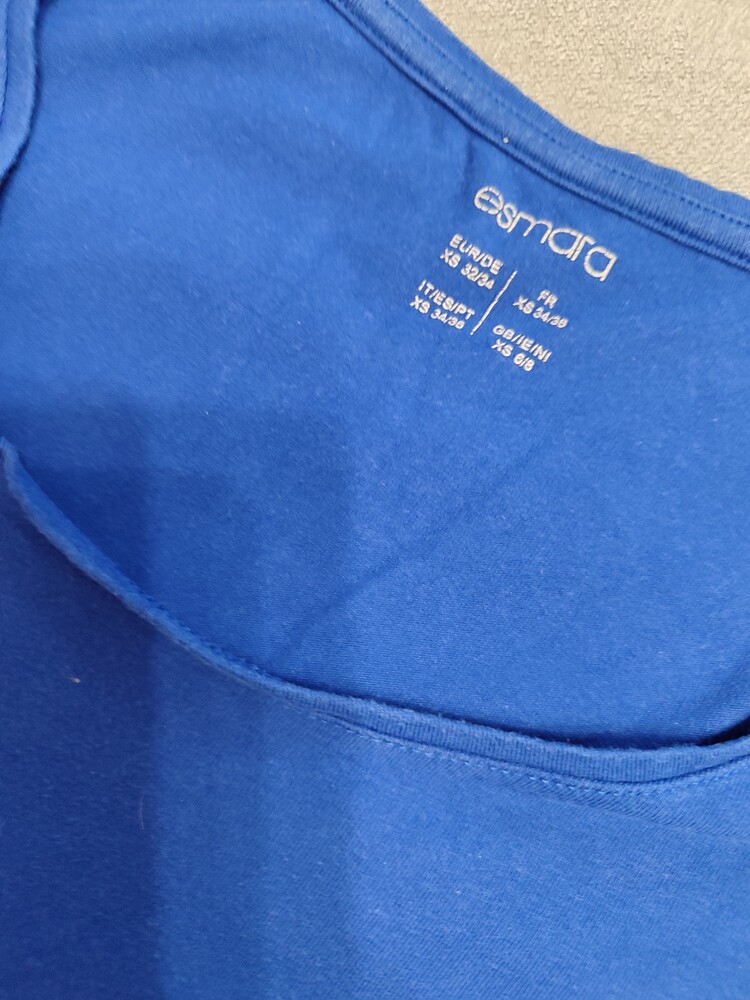 esmara
EUR/DE
XS 32/34
FR
XS 34/36
IT/ES/PT
XS 34/36
GB/IE/NI
XS 6/8